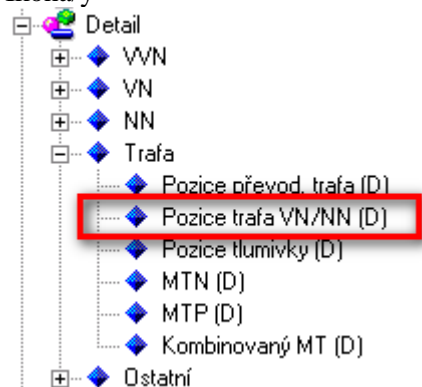 Detail
VVN
VN
NN
Trafa
Pozice převod. trafa (D)
Pozice trafa VN/NN (D)
Pozice tlumivky (D)
MTN (D)
MTP (D)
Kombinovaný MT (D)
Ostatní